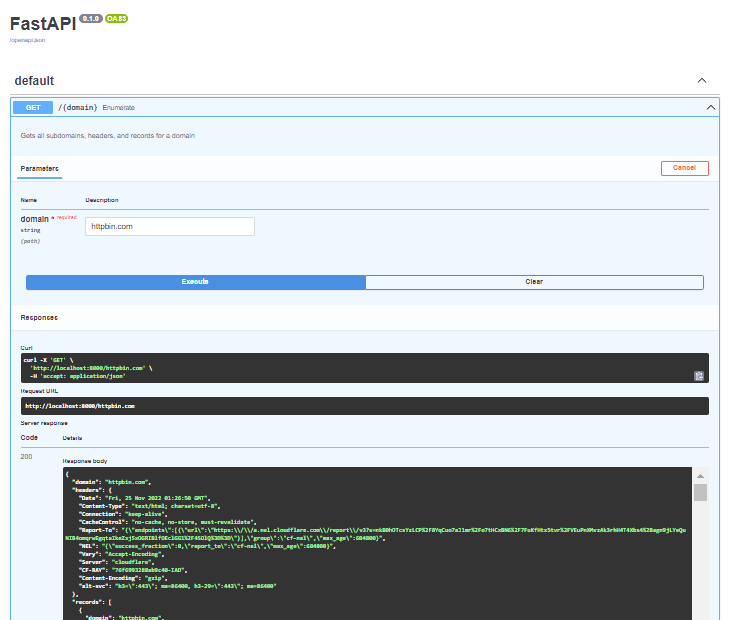 FastAPI 0.1.0 OAS3
/openapi.json
default
GET /{domain} Enumerate
Gets all subdomains, headers, and records for a domain
Parameters Cancel
Name Description
domain * required
string
(path)
httpbin.com
Execute Clear
Responses
Curl
curl -X 'GET' \
'http://localhost:8000/httpbin.com' \
-H 'accept: application/json'
Request URL
http://localhost:8000/httpbin.com
Server response
Code Details
200
Response body
{
"domain": "httpbin.com",
"headers": {
"Date": "Fri, 25 Nov 2022 01:26:50 GMT",
"Content-Type": "text/html; charset=utf-8",
"Connection": "keep-alive",
"CacheControl": "no-cache, no-store, must-revalidate",
"Report-To": "{\"endpoints\":[{\"url\":\"https:\\/\\/a.nel.cloudflare.com\\/report\\/v3?s=
\"}],\"group\":\"cf-nel\",\"max_age\":604800}",
"NEL": "{\"success_fraction\":0,\"report_to\":\"cf-nel\",\"max_age\":604800}",
"Vary": "Accept-Encoding",
"Server": "cloudflare",
"CF-RAY": "76f6993288ab9c40-IAD",
"Content-Encoding": "gzip",
"alt-svc": "h3=\":443\"; ma=86400, h3-29=\":443\"; ma=86400"
},
"records": [
{
"domain": "httpbin.com",